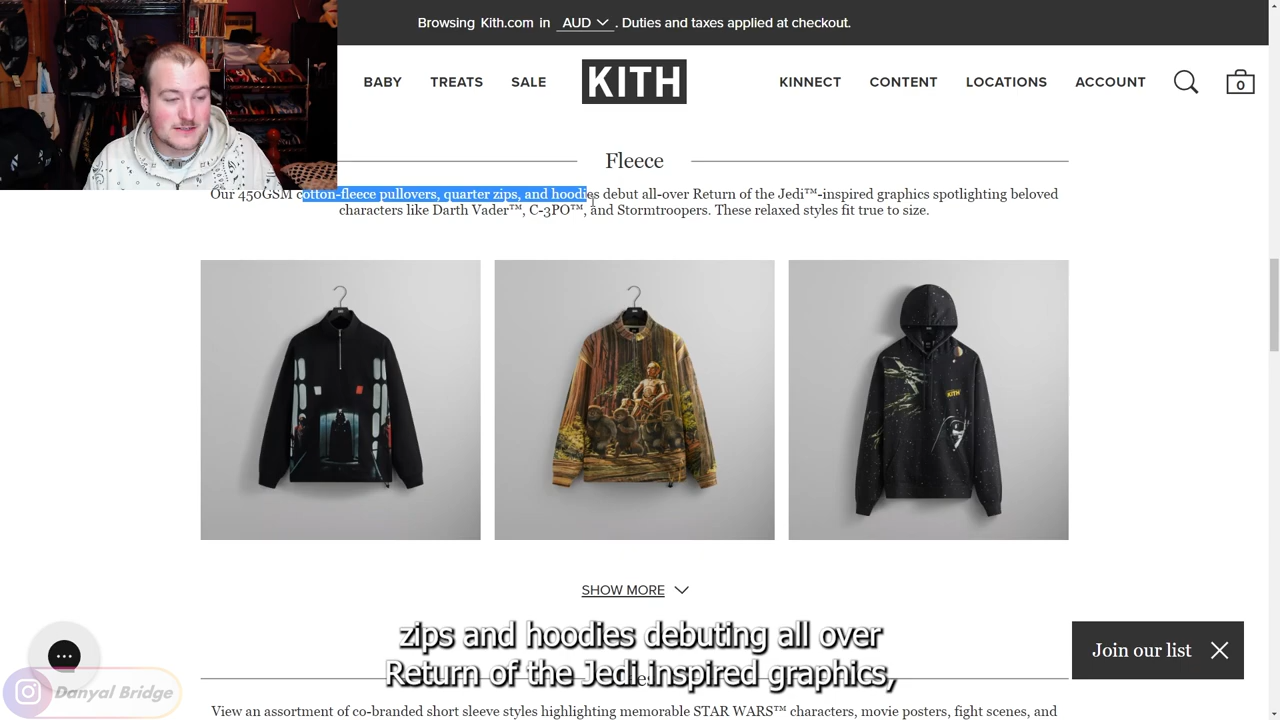 Browsing Kith.com in AUD . Duties and taxes applied at checkout.
BABY TREATS SALE KITH KINNECT CONTENT LOCATIONS ACCOUNT 0
Fleece
Our 450GSM cotton-fleece pullovers, quarter zips, and hoodies debut all-over Return of the Jedi™-inspired graphics spotlighting beloved
characters like Darth Vader™, C-3PO™, and Stormtroopers. These relaxed styles fit true to size.
KITH
SHOW MORE
zips and hoodies debuting all over
Return of the Jedi inspired graphics,
Join our list
Danyal Bridge
View an assortment of co-branded short sleeve styles highlighting memorable STAR WARS™ characters, movie posters, fight scenes, and